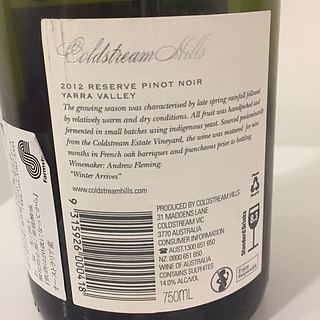 Coldstream Hills
2012 RESERVE PINOT NOIR
YARRA VALLEY
The growing season was characterised by late spring rainfall followed
by relatively warm and dry conditions. All fruit was handpicked and
fermented in small batches using indigenous yeast. Sourced predominantly
from the Coldstream Estate Vineyard, the wine was matured for nine
months in French oak barriques and puncheons prior to bottling.
Winemaker: Andrew Fleming.
"Winter Arrives"
www.coldstreamhills.com
PRODUCED BY COLDSTREAM HILLS
31 MADDENS LANE
COLDSTREAM VIC
3770 AUSTRALIA
CONSUMER INFORMATION
AUST.1300 651 650
NZ. 0800 651 650
WINE OF AUSTRALIA
CONTAINS SULPHITES
14.0% ALC/VOL
750ML
Standard Drinks
9 315926 000418
S
farmst